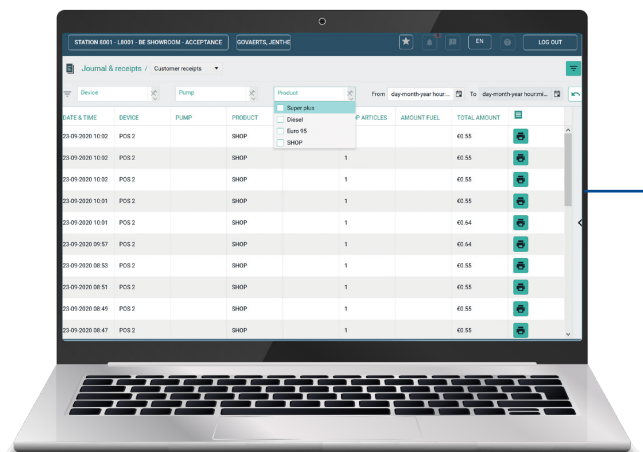 STATION 8001 - L8001 - BE SHOWROOM - ACCEPTANCE GOVAERTS, JENTHE EN LOG OUT
Journal & receipts / Customer receipts
Device Pump Product From day-month-year hour... To day-month-year hour:mi...
Super plus
Diesel
Euro 95
SHOP
DATE & TIME DEVICE PUMP PRODUCT P ARTICLES AMOUNT FUEL TOTAL AMOUNT
23-09-2020 10:02 POS 2 SHOP €0.55
23-09-2020 10:02 POS 2 SHOP 1 €0.55
23-09-2020 10:02 POS 2 SHOP 1 €0.55
23-09-2020 10:01 POS 2 SHOP 1 €0.55
23-09-2020 10:01 POS 2 SHOP 1 €0.64
23-09-2020 09:57 POS 2 SHOP 1 €0.64
23-09-2020 08:53 POS 2 SHOP 1 €0.55
23-09-2020 08:51 POS 2 SHOP 1 €0.55
23-09-2020 08:49 POS 2 SHOP 1 €0.55
23-09-2020 08:47 POS 2 SHOP 1 €0.55